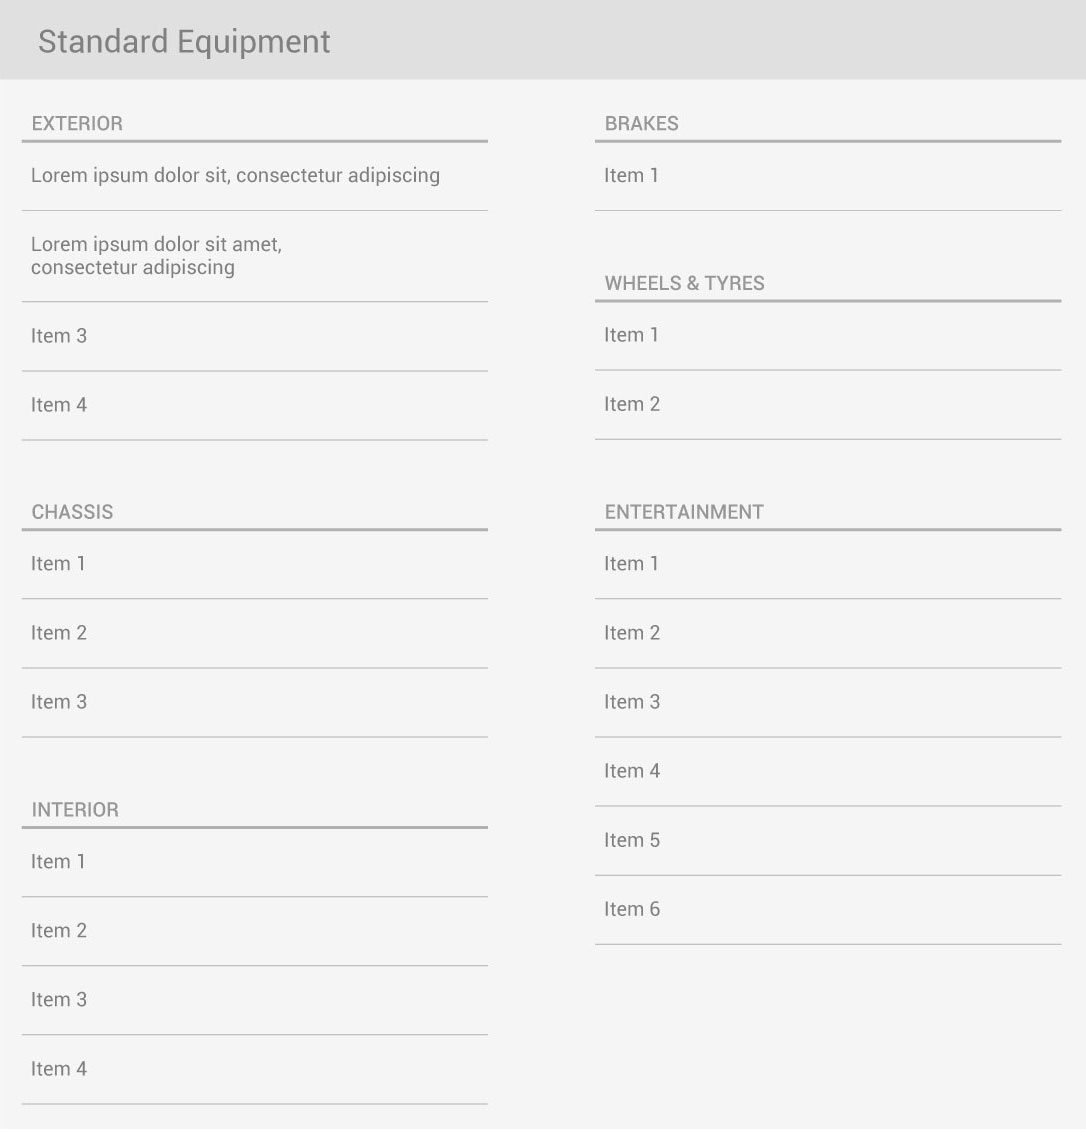 Standard Equipment
EXTERIOR
Lorem ipsum dolor sit, consectetur adipiscing
Lorem ipsum dolor sit amet,
consectetur adipiscing
Item 3
Item 4
CHASSIS
Item 1
Item 2
Item 3
INTERIOR
Item 1
Item 2
Item 3
Item 4
BRAKES
Item 1
WHEELS & TYRES
Item 1
Item 2
ENTERTAINMENT
Item 1
Item 2
Item 3
Item 4
Item 5
Item 6